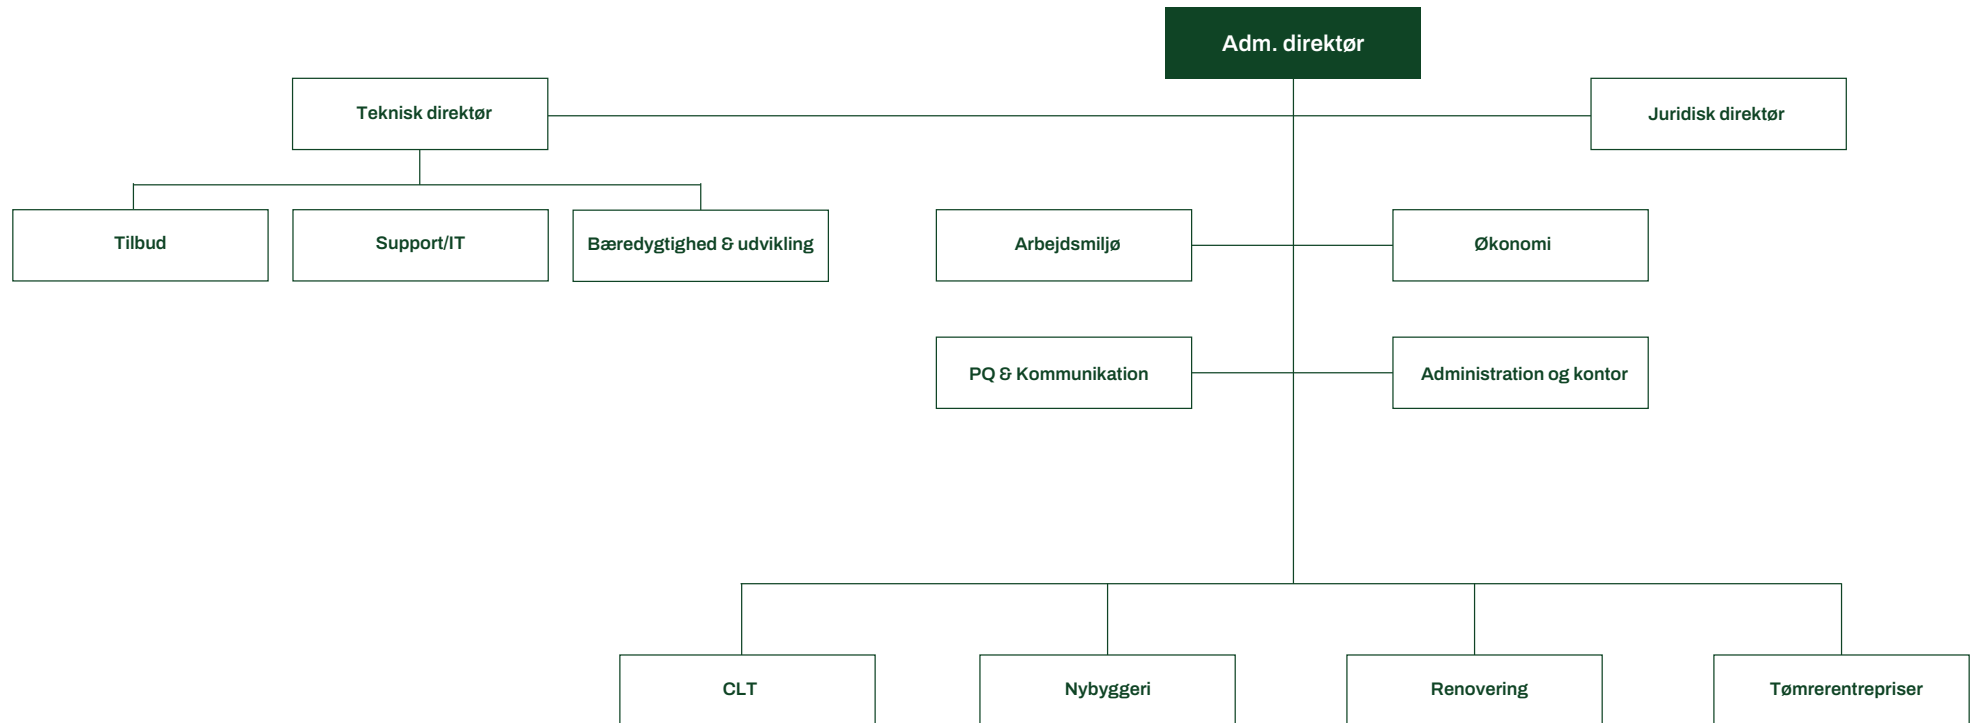 Adm. direktør
Teknisk direktør
Juridisk direktør
Tilbud
Support/IT
Bæredygtighed & udvikling
Arbejdsmiljø
Økonomi
PQ & Kommunikation
Administration og kontor
CLT
Nybyggeri
Renovering
Tømrerentrepriser